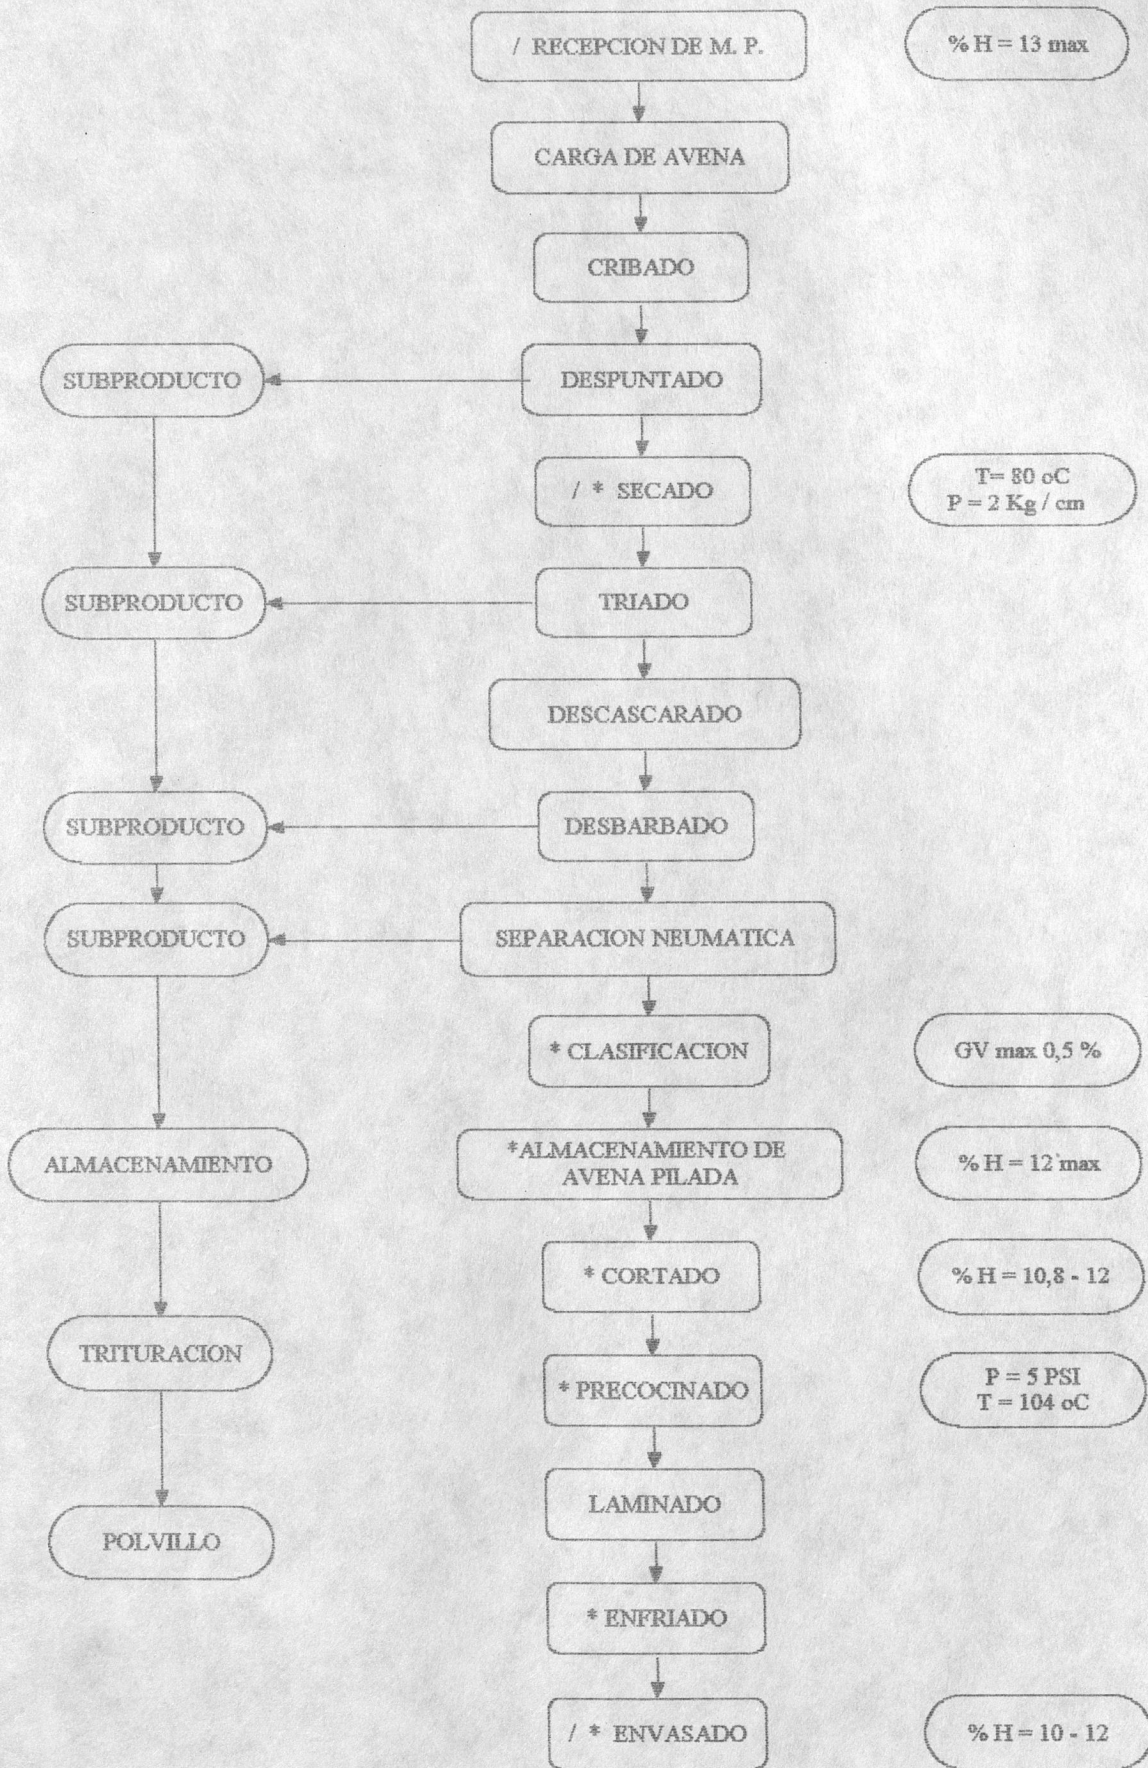 / RECEPCION DE M. P.
% H = 13 max
CARGA DE AVENA
CRIBADO
SUBPRODUCTO
DESPUNTADO
/ * SECADO
T= 80 oC
P = 2 Kg / cm
SUBPRODUCTO
TRIADO
DESCASCARADO
SUBPRODUCTO
DESBARBADO
SUBPRODUCTO
SEPARACION NEUMATICA
* CLASIFICACION
GV max 0,5 %
ALMACENAMIENTO
*ALMACENAMIENTO DE
AVENA PILADA
% H = 12 max
* CORTADO
% H = 10,8 - 12
TRITURACION
* PRECOCINADO
P = 5 PSI
T = 104 oC
LAMINADO
POLVILLO
* ENFRIADO
/ * ENVASADO
% H = 10 - 12